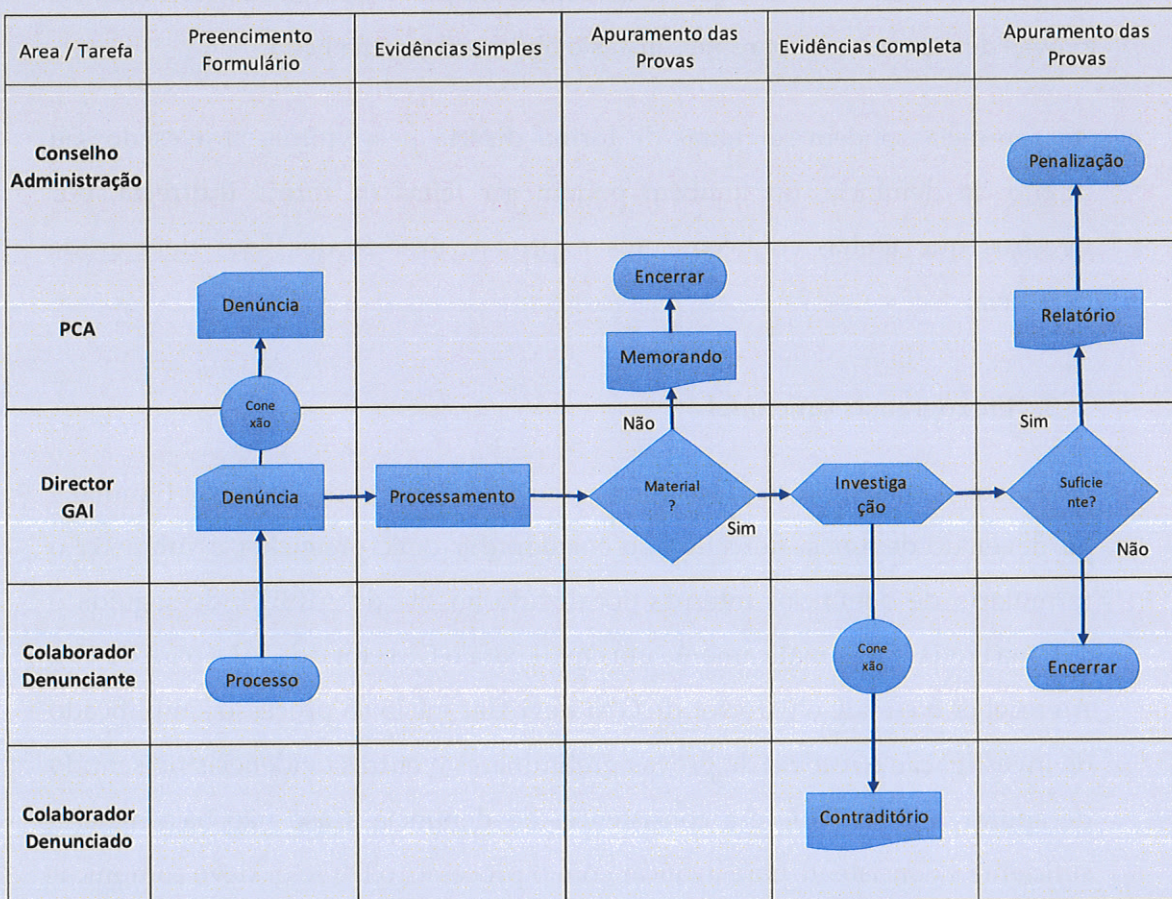 Area / Tarefa
Preencimento
Formulário
Evidências Simples
Apuramento das
Provas
Evidências Completa
Apuramento das
Provas
Conselho
Administração
Penalização
PCA
Denúncia
Encerrar
Memorando
Relatório
Cone
xão
Não
Sim
Director
GAI
Denúncia
Processamento
Material
?
Sim
Investiga
ção
Suficie
nte?
Não
Colaborador
Denunciante
Processo
Cone
xão
Encerrar
Colaborador
Denunciado
Contraditório